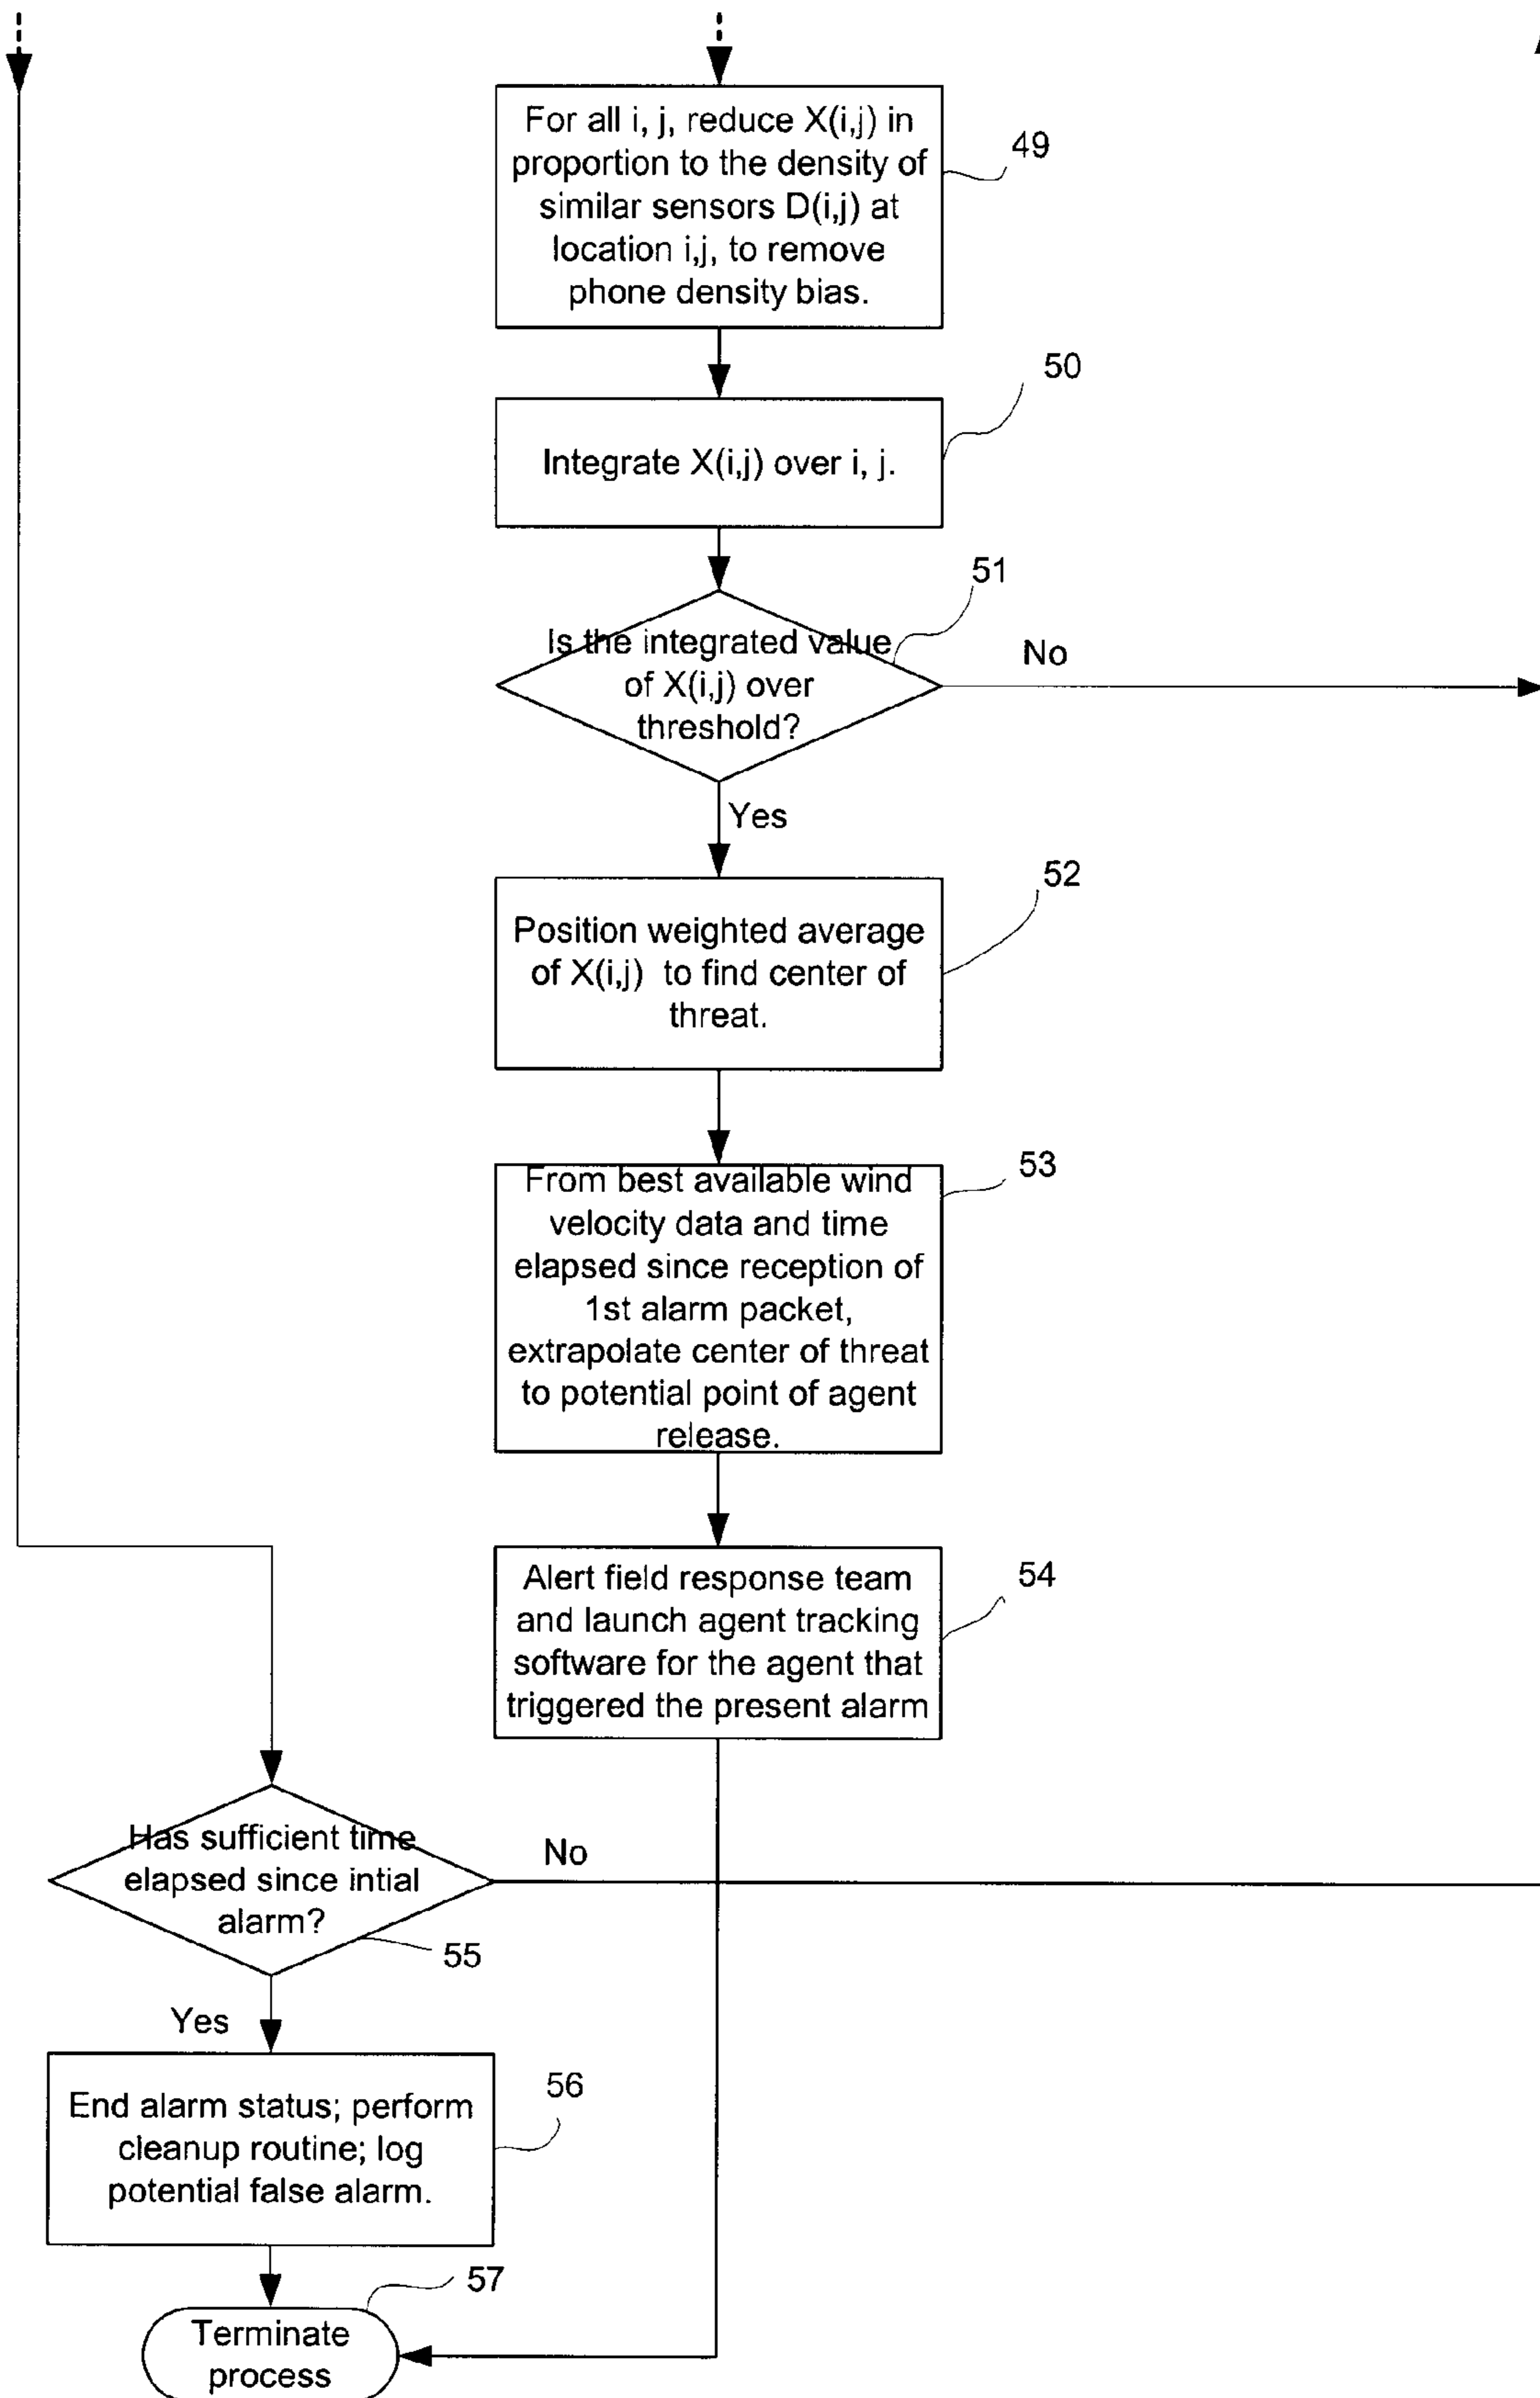 For all i, j, reduce X(i,j) in
proportion to the density of
similar sensors D(i,j) at
location i,j, to remove
phone density bias.
49
50
Integrate X(i,j) over i, j.
51
Is the integrated value
of X(i,j) over
threshold?
No
Yes
52
Position weighted average
of X(i,j) to find center of
threat.
53
From best available wind
velocity data and time
elapsed since reception of
1st alarm packet,
extrapolate center of threat
to potential point of agent
release.
54
Alert field response team
and launch agent tracking
software for the agent that
triggered the present alarm
Has sufficient time
elapsed since intial
alarm?
No
55
Yes
56
End alarm status; perform
cleanup routine; log
potential false alarm.
57
Terminate
process